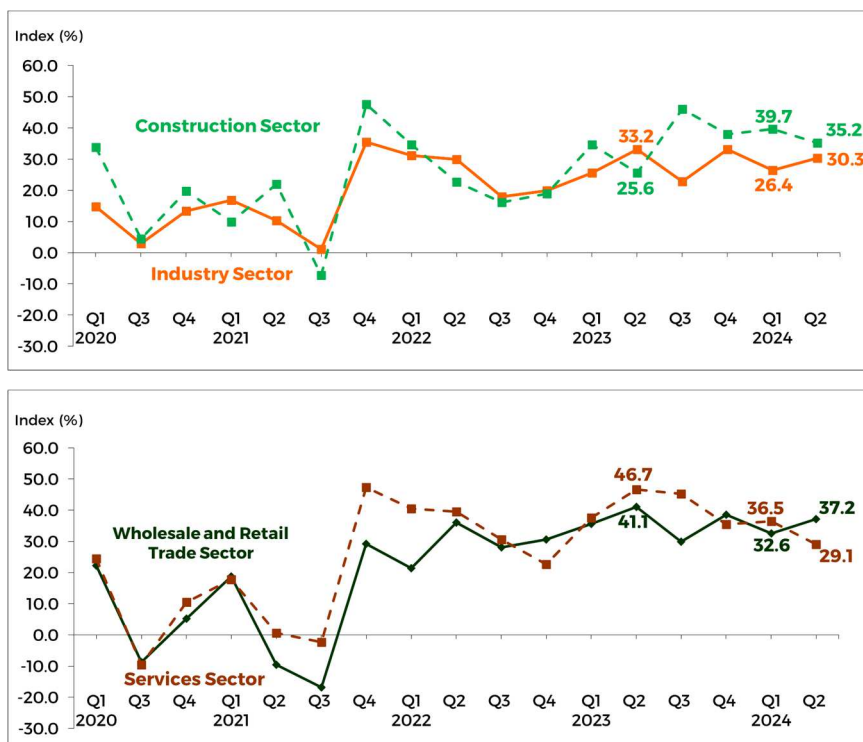 Index (%)
60.0
50.0
40.0
30.0
20.0
10.0
0.0
-10.0
-20.0
-30.0
Construction Sector
Industry Sector
33.2
25.6
39.7
26.4
35.2
30.3
Q1 Q3 Q4 Q1 Q2 Q3 Q4 Q1 Q2 Q3 Q4 Q1 Q2 Q3 Q4 Q1 Q2
2020 2021 2022 2023 2024
Index (%)
60.0
50.0
40.0
30.0
20.0
10.0
0.0
-10.0
-20.0
-30.0
Wholesale and Retail
Trade Sector
Services Sector
46.7
41.1
36.5
32.6
37.2
29.1
Q1 Q3 Q4 Q1 Q2 Q3 Q4 Q1 Q2 Q3 Q4 Q1 Q2 Q3 Q4 Q1 Q2
2020 2021 2022 2023 2024